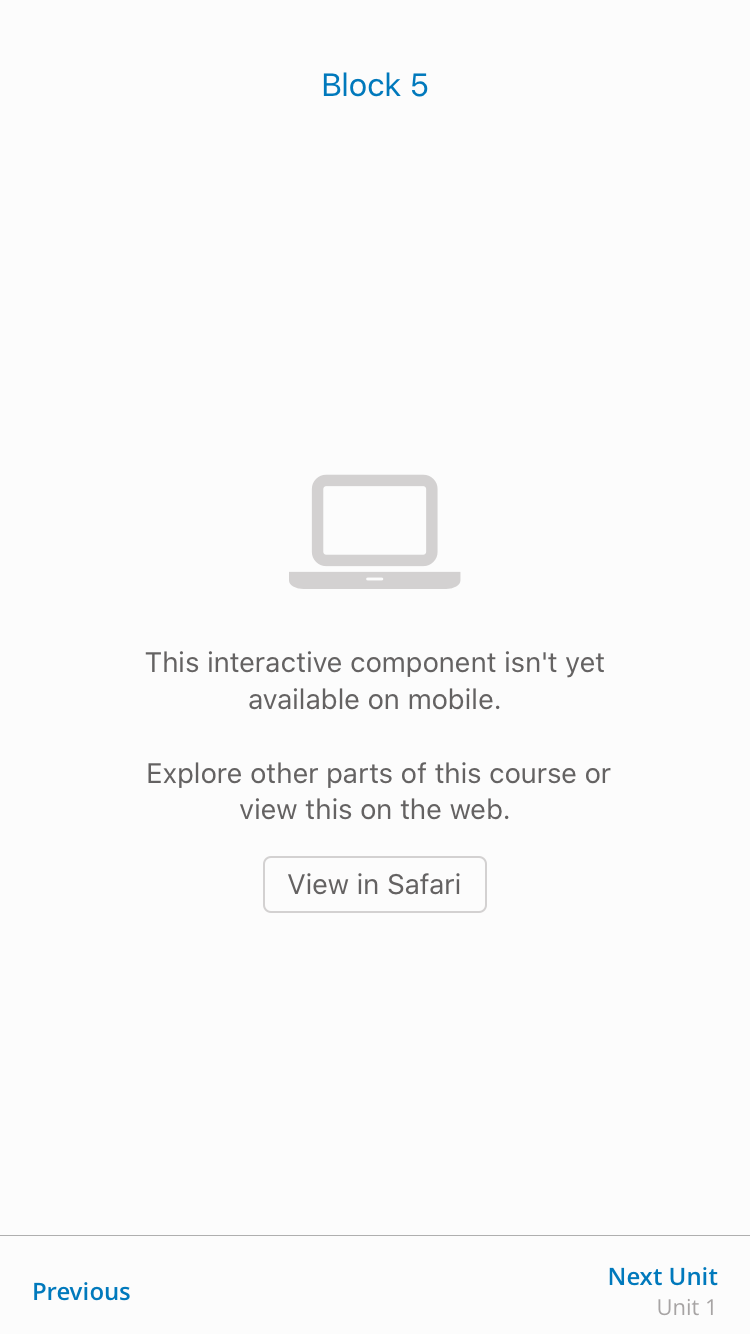 Block 5
This interactive component isn't yet
available on mobile.
Explore other parts of this course or
view this on the web.
View in Safari
Previous
Next Unit
Unit 1